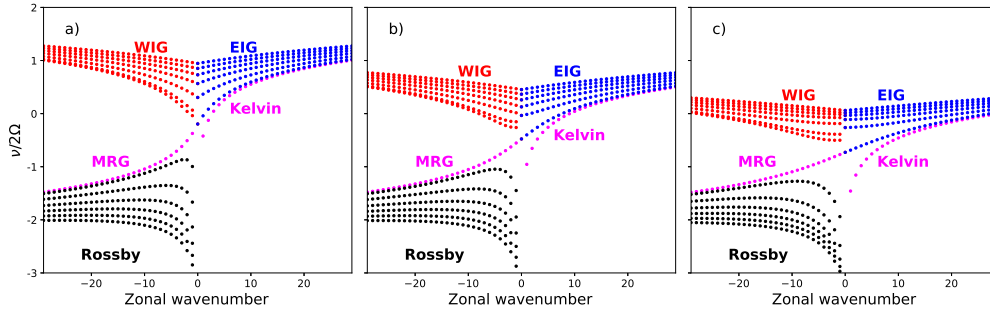 a)
WIG
EIG
Kelvin
MRG
Rossby
ν/2Ω
2
1
0
-1
-2
-3
−20
−10
0
10
20
Zonal wavenumber
b)
WIG
EIG
Kelvin
MRG
Rossby
−20
−10
0
10
20
Zonal wavenumber
c)
WIG
EIG
MRG
Kelvin
Rossby
−20
−10
0
10
20
Zonal wavenumber